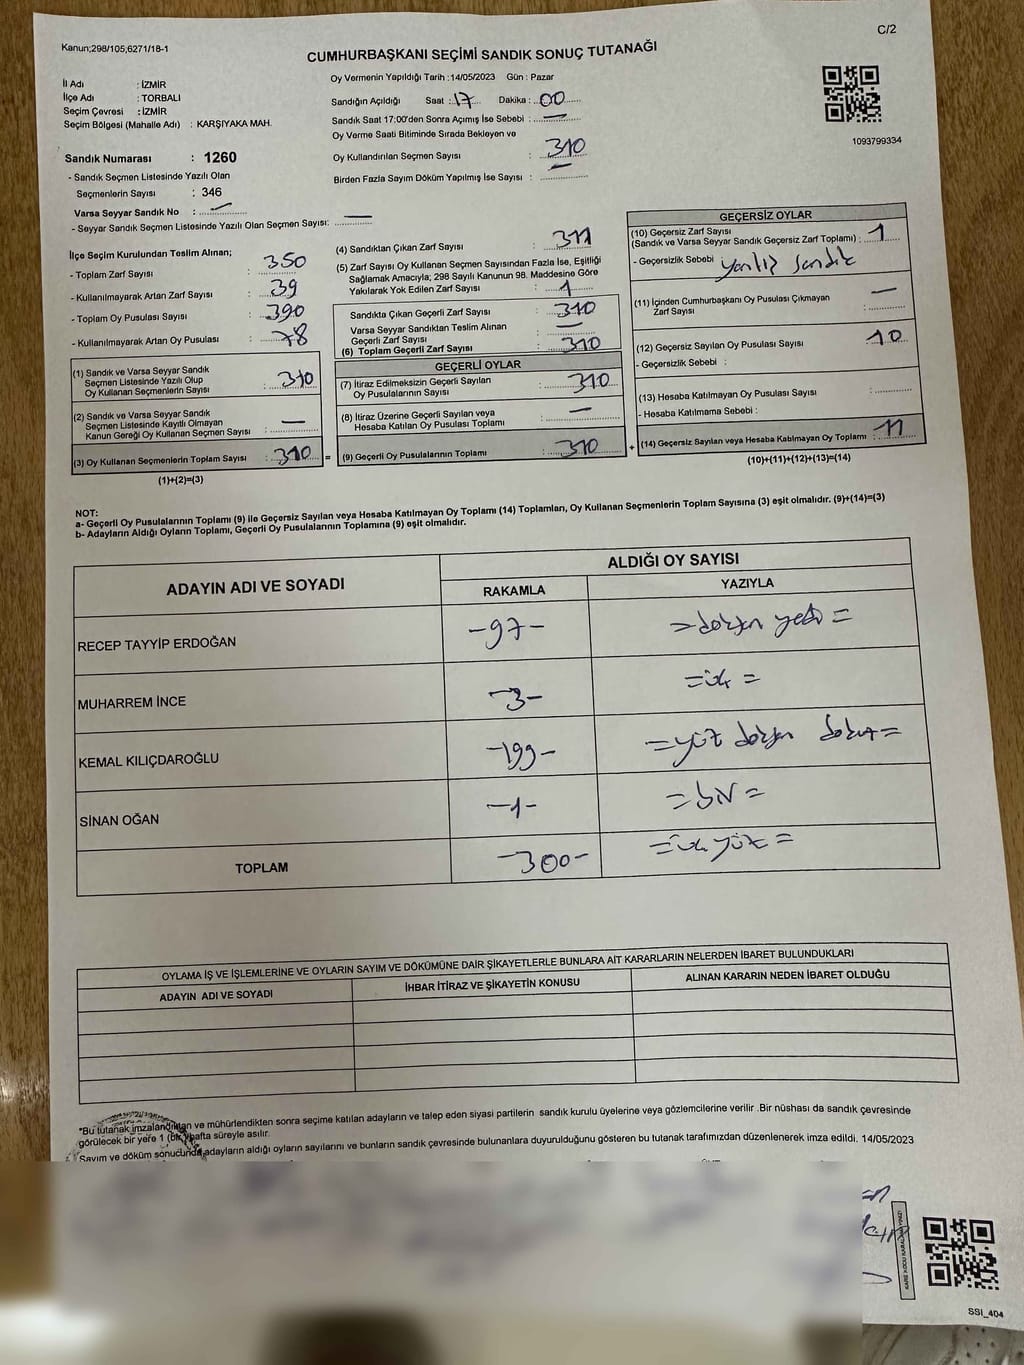 Kanun;298/105;6271/18-1
C/2
CUMHURBAŞKANI SEÇİMİ SANDIK SONUÇ TUTANAĞI
İl Adı : İZMİR
İlçe Adı : TORBALI
Seçim Çevresi : İZMİR
Seçim Bölgesi (Mahalle Adı) : KARŞIYAKA MAH.
Sandık Numarası : 1260
- Sandık Seçmen Listesinde Yazılı Olan
Seçmenlerin Sayısı : 346
Varsa Seyyar Sandık No : —
- Seyyar Sandık Seçmen Listesinde Yazılı Olan Seçmen Sayısı: —
Oy Vermenin Yapıldığı Tarih :14/05/2023 Gün : Pazar
Sandığın Açıldığı Saat : 17 Dakika : 00
Sandık Saat 17:00'den Sonra Açımış İse Sebebi : —
Oy Verme Saati Bitiminde Sırada Bekleyen ve
Oy Kullandırılan Seçmen Sayısı : 310
Birden Fazla Sayım Döküm Yapılmış İse Sayısı : —
1093799334
İlçe Seçim Kurulundan Teslim Alınan;
- Toplam Zarf Sayısı : 350
- Kullanılmayarak Artan Zarf Sayısı : 39
- Toplam Oy Pusulası Sayısı : 390
- Kullanılmayarak Artan Oy Pusulası : 78
(1) Sandık ve Varsa Seyyar Sandık
Seçmen Listesinde Yazılı Olup
Oy Kullanan Seçmenlerin Sayısı : 310
(2) Sandık ve Varsa Seyyar Sandık
Seçmen Listesinde Kayıtlı Olmayan
Kanun Gereği Oy Kullanan Seçmen Sayısı : —
(3) Oy Kullanan Seçmenlerin Toplam Sayısı : 310 =
(1)+(2)=(3)
(4) Sandıktan Çıkan Zarf Sayısı : 311
(5) Zarf Sayısı Oy Kullanan Seçmen Sayısından Fazla İse, Eşitliği
Sağlamak Amacıyla; 298 Sayılı Kanunun 98. Maddesine Göre
Yakılarak Yok Edilen Zarf Sayısı : 1
Sandıkta Çıkan Geçerli Zarf Sayısı : 310
Varsa Seyyar Sandıktan Teslim Alınan
Geçerli Zarf Sayısı : —
(6) Toplam Geçerli Zarf Sayısı : 310
GEÇERLİ OYLAR
(7) İtiraz Edilmeksizin Geçerli Sayılan
Oy Pusulasının Sayısı : 310
(8) İtiraz Üzerine Geçerli Sayılan veya
Hesaba Katılan Oy Pusulası Toplamı : —
(9) Geçerli Oy Pusulalarının Toplamı : 310 +
GEÇERSİZ OYLAR
(10) Geçersiz Zarf Sayısı
(Sandık ve Varsa Seyyar Sandık Geçersiz Zarf Toplamı) : 1
- Geçersizlik Sebebi : yanlış sandık
(11) İçinden Cumhurbaşkanı Oy Pusulası Çıkmayan
Zarf Sayısı : —
(12) Geçersiz Sayılan Oy Pusulası Sayısı : 10
- Geçersizlik Sebebi :
(13) Hesaba Katılmayan Oy Pusulası Sayısı :
- Hesaba Katılmama Sebebi :
(14) Geçersiz Sayılan veya Hesaba Katılmayan Oy Toplamı : 11
(10)+(11)+(12)+(13)=(14)
NOT:
a- Geçerli Oy Pusulalarının Toplamı (9) ile Geçersiz Sayılan veya Hesaba Katılmayan Oy Toplamı (14) Toplamları, Oy Kullanan Seçmenlerin Toplam Sayısına (3) eşit olmalıdır. (9)+(14)=(3)
b- Adayların Aldığı Oyların Toplamı, Geçerli Oy Pusulalarının Toplamına (9) eşit olmalıdır.
ADAYIN ADI VE SOYADI
ALDIĞI OY SAYISI
RAKAMLA YAZIYLA
RECEP TAYYİP ERDOĞAN -97- =doksan yedi=
MUHARREM İNCE -3- =üç=
KEMAL KILIÇDAROĞLU -199- =yüz doksan dokuz=
SİNAN OĞAN -1- =bir=
TOPLAM -300- =üç yüz=
OYLAMA İŞ VE İŞLEMLERİNE VE OYLARIN SAYIM VE DÖKÜMÜNE DAİR ŞİKAYETLERLE BUNLARA AİT KARARLARIN NELERDEN İBARET BULUNDUKLARI
ADAYIN ADI VE SOYADI İHBAR İTİRAZ VE ŞİKAYETİN KONUSU ALINAN KARARIN NEDEN İBARET OLDUĞU
"Bu tutanak imzalandıktan ve mühürlendikten sonra seçime katılan adayların ve talep eden siyasi partilerin sandık kurulu üyelerine veya gözlemcilerine verilir .Bir nüshası da sandık çevresinde
görülecek bir yere 1 (bir) hafta süreyle asılır.
Sayım ve döküm sonucunda adayların aldığı oyların sayılarını ve bunların sandık çevresinde bulunanlara duyurulduğunu gösteren bu tutanak tarafımızdan düzenlenerek imza edildi. 14/05/2023
SSI_404